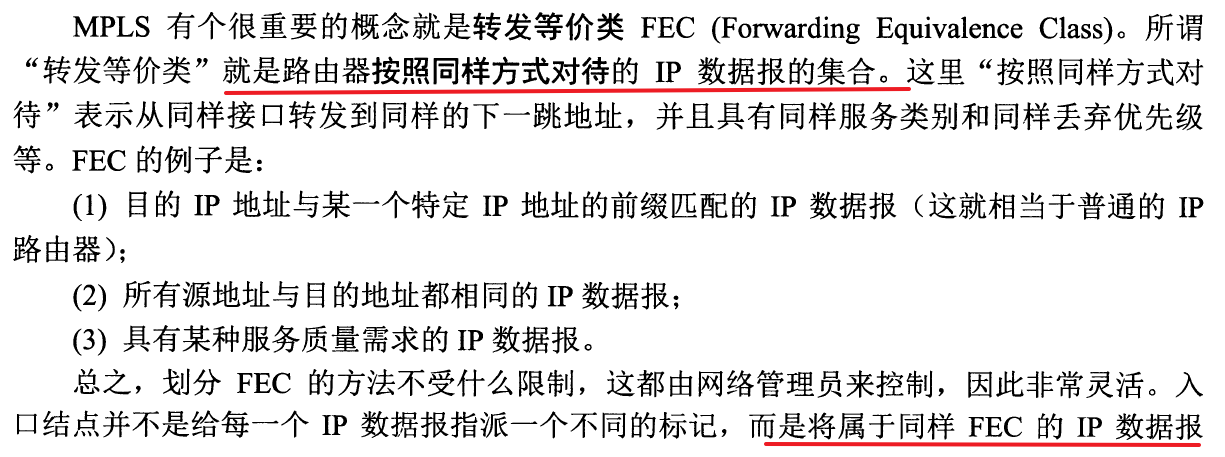 MPLS 有个很重要的概念就是转发等价类 FEC (Forwarding Equivalence Class)。所谓
“转发等价类”就是路由器按照同样方式对待的 IP 数据报的集合。这里“按照同样方式对
待”表示从同样接口转发到同样的下一跳地址，并且具有同样服务类别和同样丢弃优先级
等。FEC 的例子是：
(1) 目的 IP 地址与某一个特定 IP 地址的前缀匹配的 IP 数据报（这就相当于普通的 IP
路由器）；
(2) 所有源地址与目的地址都相同的 IP 数据报；
(3) 具有某种服务质量需求的 IP 数据报。
总之，划分 FEC 的方法不受什么限制，这都由网络管理员来控制，因此非常灵活。入
口结点并不是给每一个 IP 数据报指派一个不同的标记，而是将属于同样 FEC 的 IP 数据报